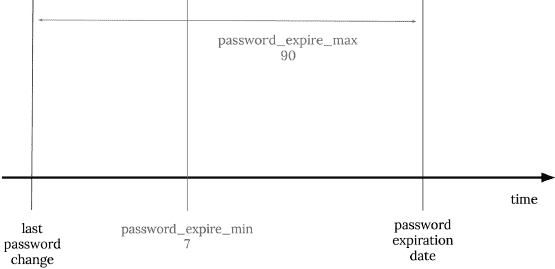 password_expire_max
90
time
last
password
change
password_expire_min
7
password
expiration
date